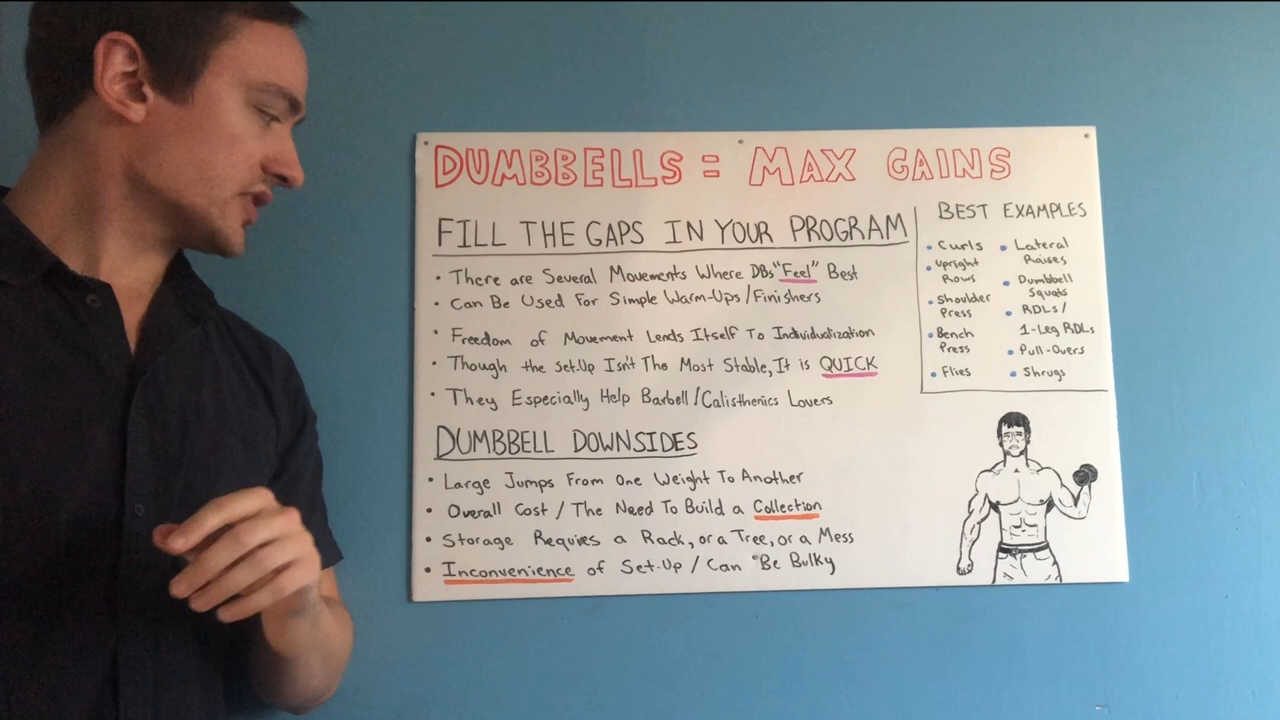 DUMBBELLS = MAX GAINS
FILL THE GAPS IN YOUR PROGRAM
• There are Several Movements Where DBs "Feel" Best
• Can Be Used For Simple Warm-Ups/Finishers
• Freedom of Movement Lends Itself To Individualization
• Though the Set-Up Isn't The Most Stable, It is QUICK
• They Especially Help Barbell/Calisthenics Lovers
DUMBBELL DOWNSIDES
• Large Jumps From One Weight To Another
• Overall Cost / The Need To Build a Collection
• Storage Requires a Rack, or a Tree, or a Mess
• Inconvenience of Set-Up / Can Be Bulky
BEST EXAMPLES
• Curls
• Upright
Rows
• Shoulder
Press
• Bench
Press
• Flies
• Lateral
Raises
• Dumbbell
Squats
• RDLs/
1-Leg RDLs
• Pull-Overs
• Shrugs